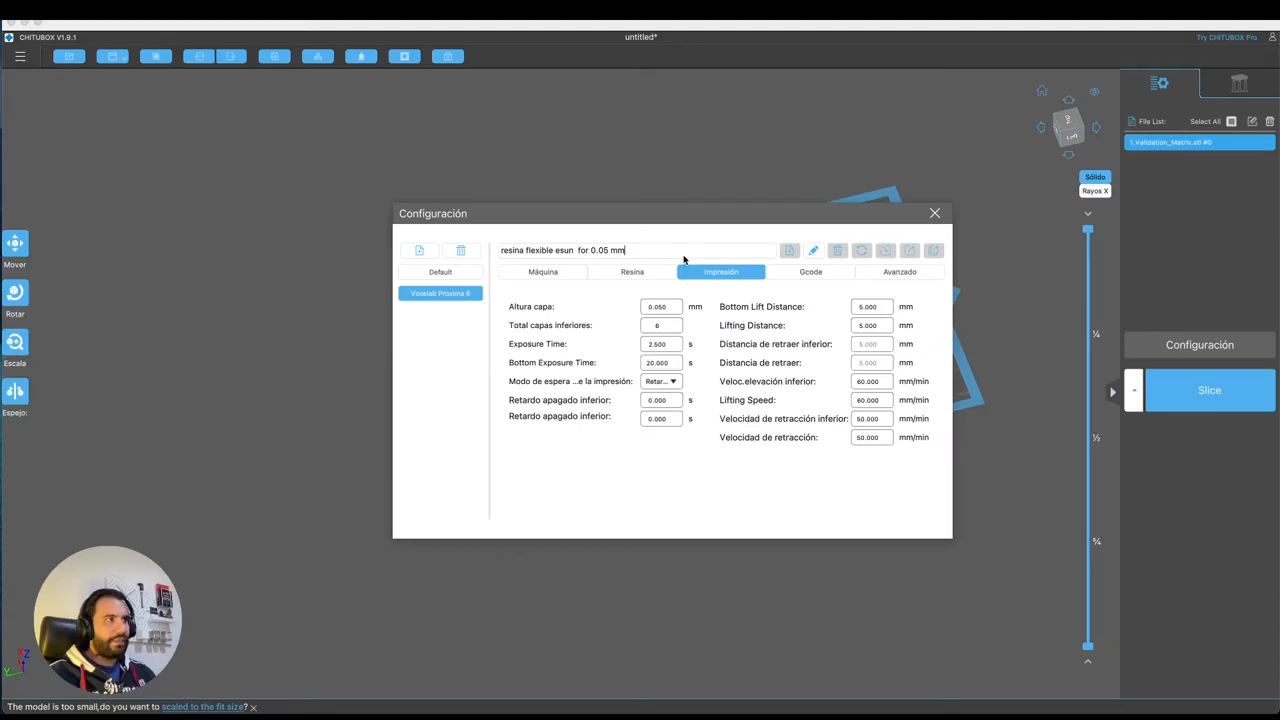 CHITUBOX V1.9.1
untitled*
Try CHITUBOX Pro
File List:
Select All
1.Validation_Matrix.stl #0
Left
Sólido
Rayos X
Mover
Rotar
Escala
Espejo:
Configuración
resina flexible esun  for 0.05 mm
Default
Voxelab Proxima 6
Máquina
Resina
Impresión
Gcode
Avanzado
Altura capa: 0.050 mm
Total capas inferiores: 6
Exposure Time: 2.500 s
Bottom Exposure Time: 20.000 s
Modo de espera ...e la impresión: Retar...
Retardo apagado inferior: 0.000 s
Retardo apagado inferior: 0.000 s
Bottom Lift Distance: 5.000 mm
Lifting Distance: 5.000 mm
Distancia de retraer inferior: 5.000 mm
Distancia de retraer: 5.000 mm
Veloc.elevación inferior: 60.000 mm/min
Lifting Speed: 60.000 mm/min
Velocidad de retracción inferior: 50.000 mm/min
Velocidad de retracción: 50.000 mm/min
¼
½
¾
Configuración
Slice
Z
X
Y
The model is too small,do you want to scaled to the fit size?